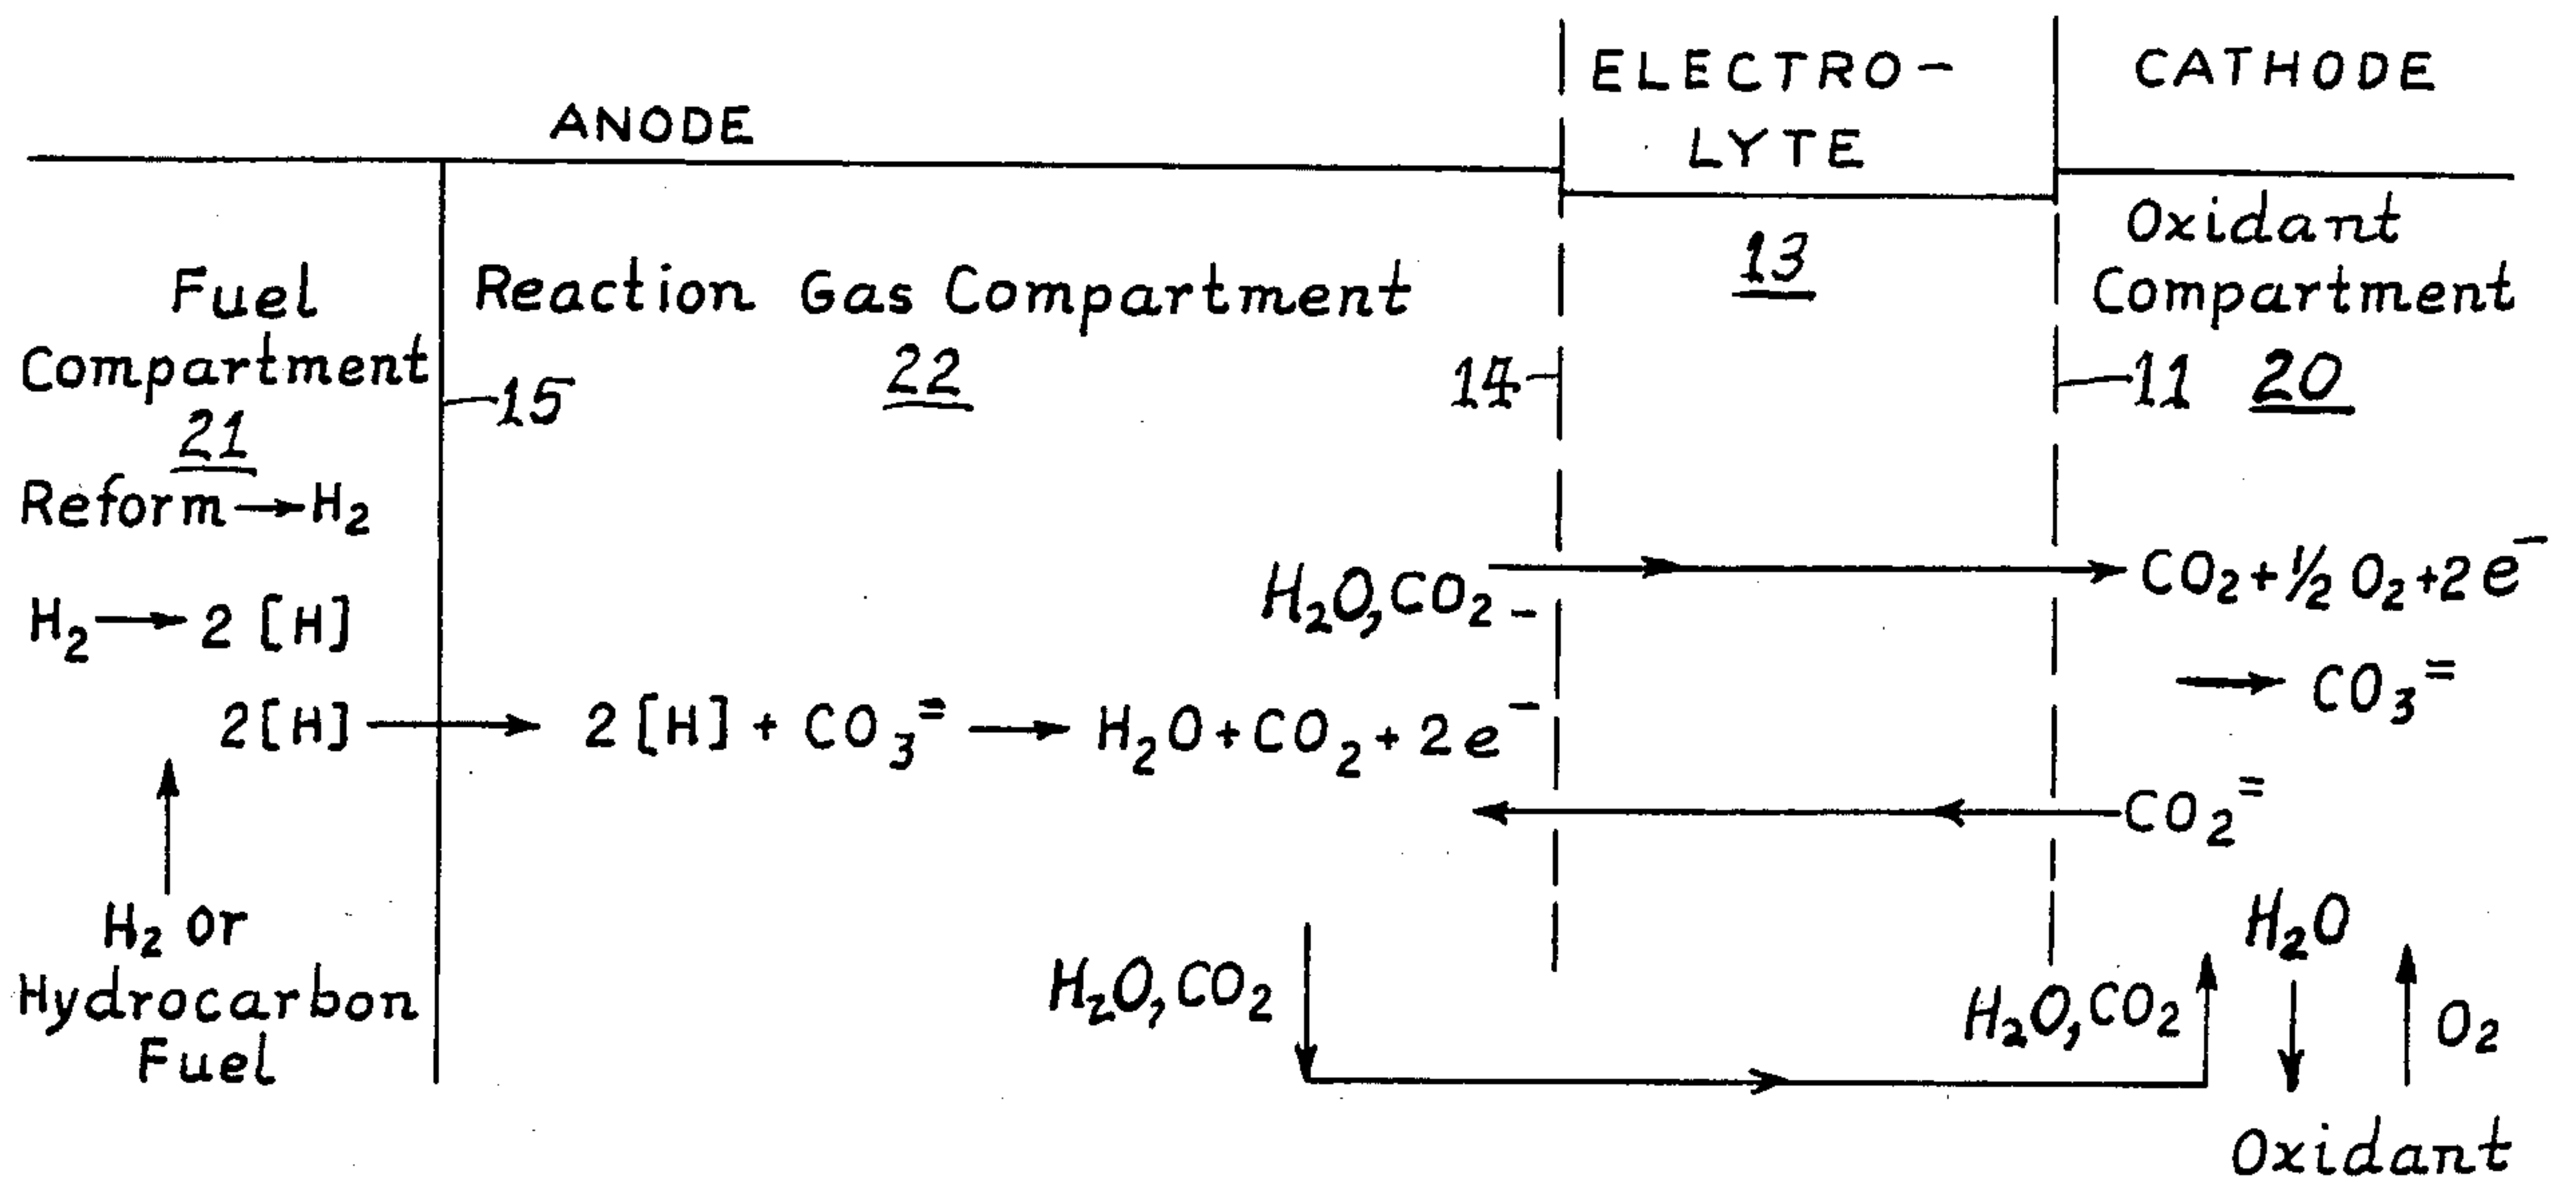 ANODE
ELECTRO-
LYTE
CATHODE
Fuel
Compartment
21
Reform → H₂
H₂ → 2 [H]
2[H] →
H₂ or
Hydrocarbon
Fuel
15
Reaction Gas Compartment
22
2 [H] + CO₃⁼ → H₂O + CO₂ + 2e⁻
H₂O, CO₂
H₂O, CO₂
14
13
11
Oxidant
Compartment
20
CO₂ + ½ O₂ + 2e⁻
→ CO₃⁼
CO₂⁼
H₂O, CO₂
H₂O
O₂
Oxidant